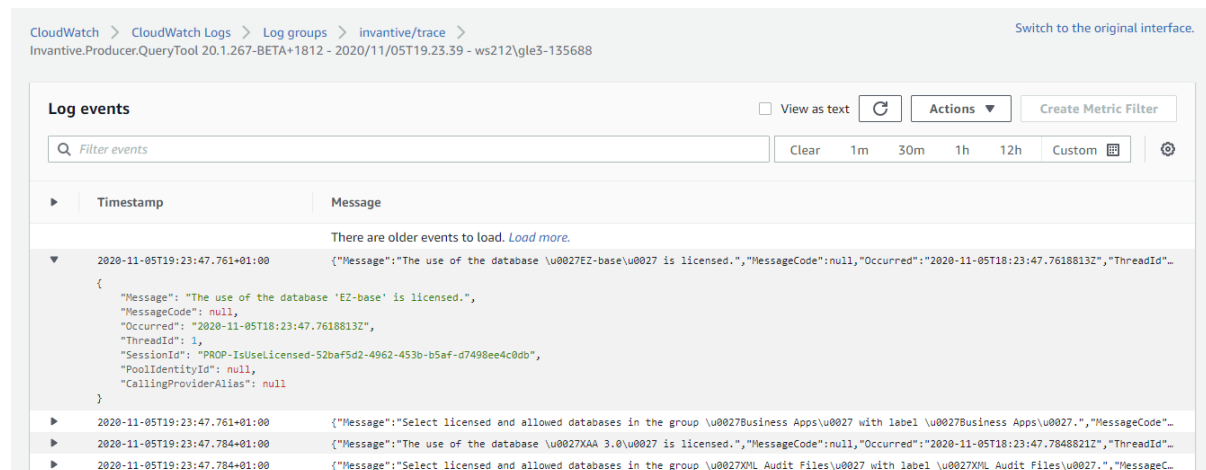 CloudWatch > CloudWatch Logs > Log groups > invantive/trace >
Switch to the original interface.
Invantive.Producer.QueryTool 20.1.267-BETA+1812 - 2020/11/05T19.23.39 - ws212\gle3-135688
Log events
View as text
Actions ▼
Create Metric Filter
Filter events
Clear 1m 30m 1h 12h Custom
Timestamp Message
There are older events to load. Load more.
2020-11-05T19:23:47.761+01:00 {"Message":"The use of the database \u0027EZ-base\u0027 is licensed.","MessageCode":null,"Occurred":"2020-11-05T18:23:47.7618813Z","ThreadId"…
{
"Message": "The use of the database 'EZ-base' is licensed.",
"MessageCode": null,
"Occurred": "2020-11-05T18:23:47.7618813Z",
"ThreadId": 1,
"SessionId": "PROP-IsUseLicensed-52baf5d2-4962-453b-b5af-d7498ee4c0db",
"PoolIdentityId": null,
"CallingProviderAlias": null
}
2020-11-05T19:23:47.761+01:00 {"Message":"Select licensed and allowed databases in the group \u0027Business Apps\u0027 with label \u0027Business Apps\u0027.","MessageCode"…
2020-11-05T19:23:47.784+01:00 {"Message":"The use of the database \u0027XAA 3.0\u0027 is licensed.","MessageCode":null,"Occurred":"2020-11-05T18:23:47.7848821Z","ThreadId"…
2020-11-05T19:23:47.784+01:00 {"Message":"Select licensed and allowed databases in the group \u0027XML Audit Files\u0027 with label \u0027XML Audit Files\u0027.","MessageC…